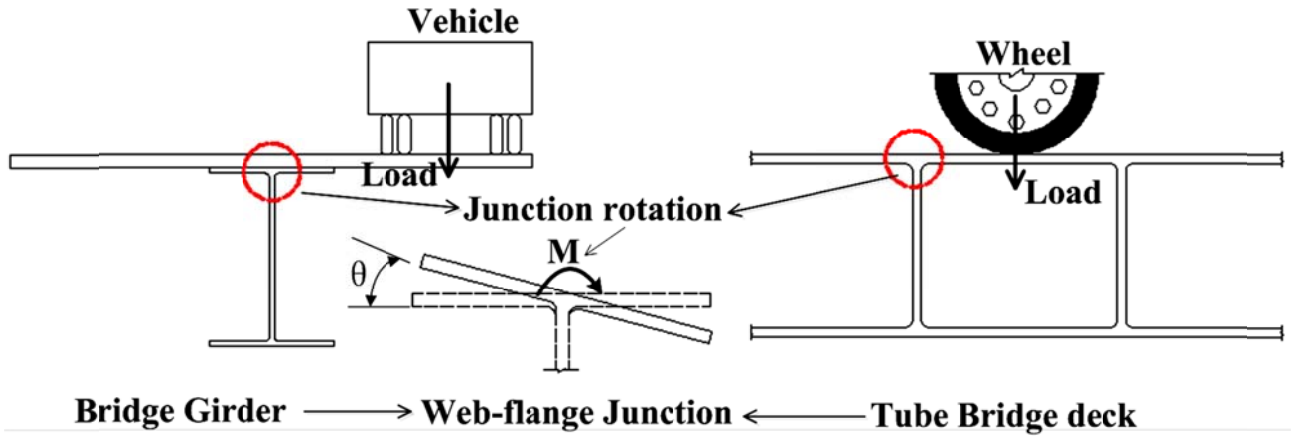 Vehicle
Wheel
Load
Load
Junction rotation
M
θ
Bridge Girder
Web-flange Junction
Tube Bridge deck